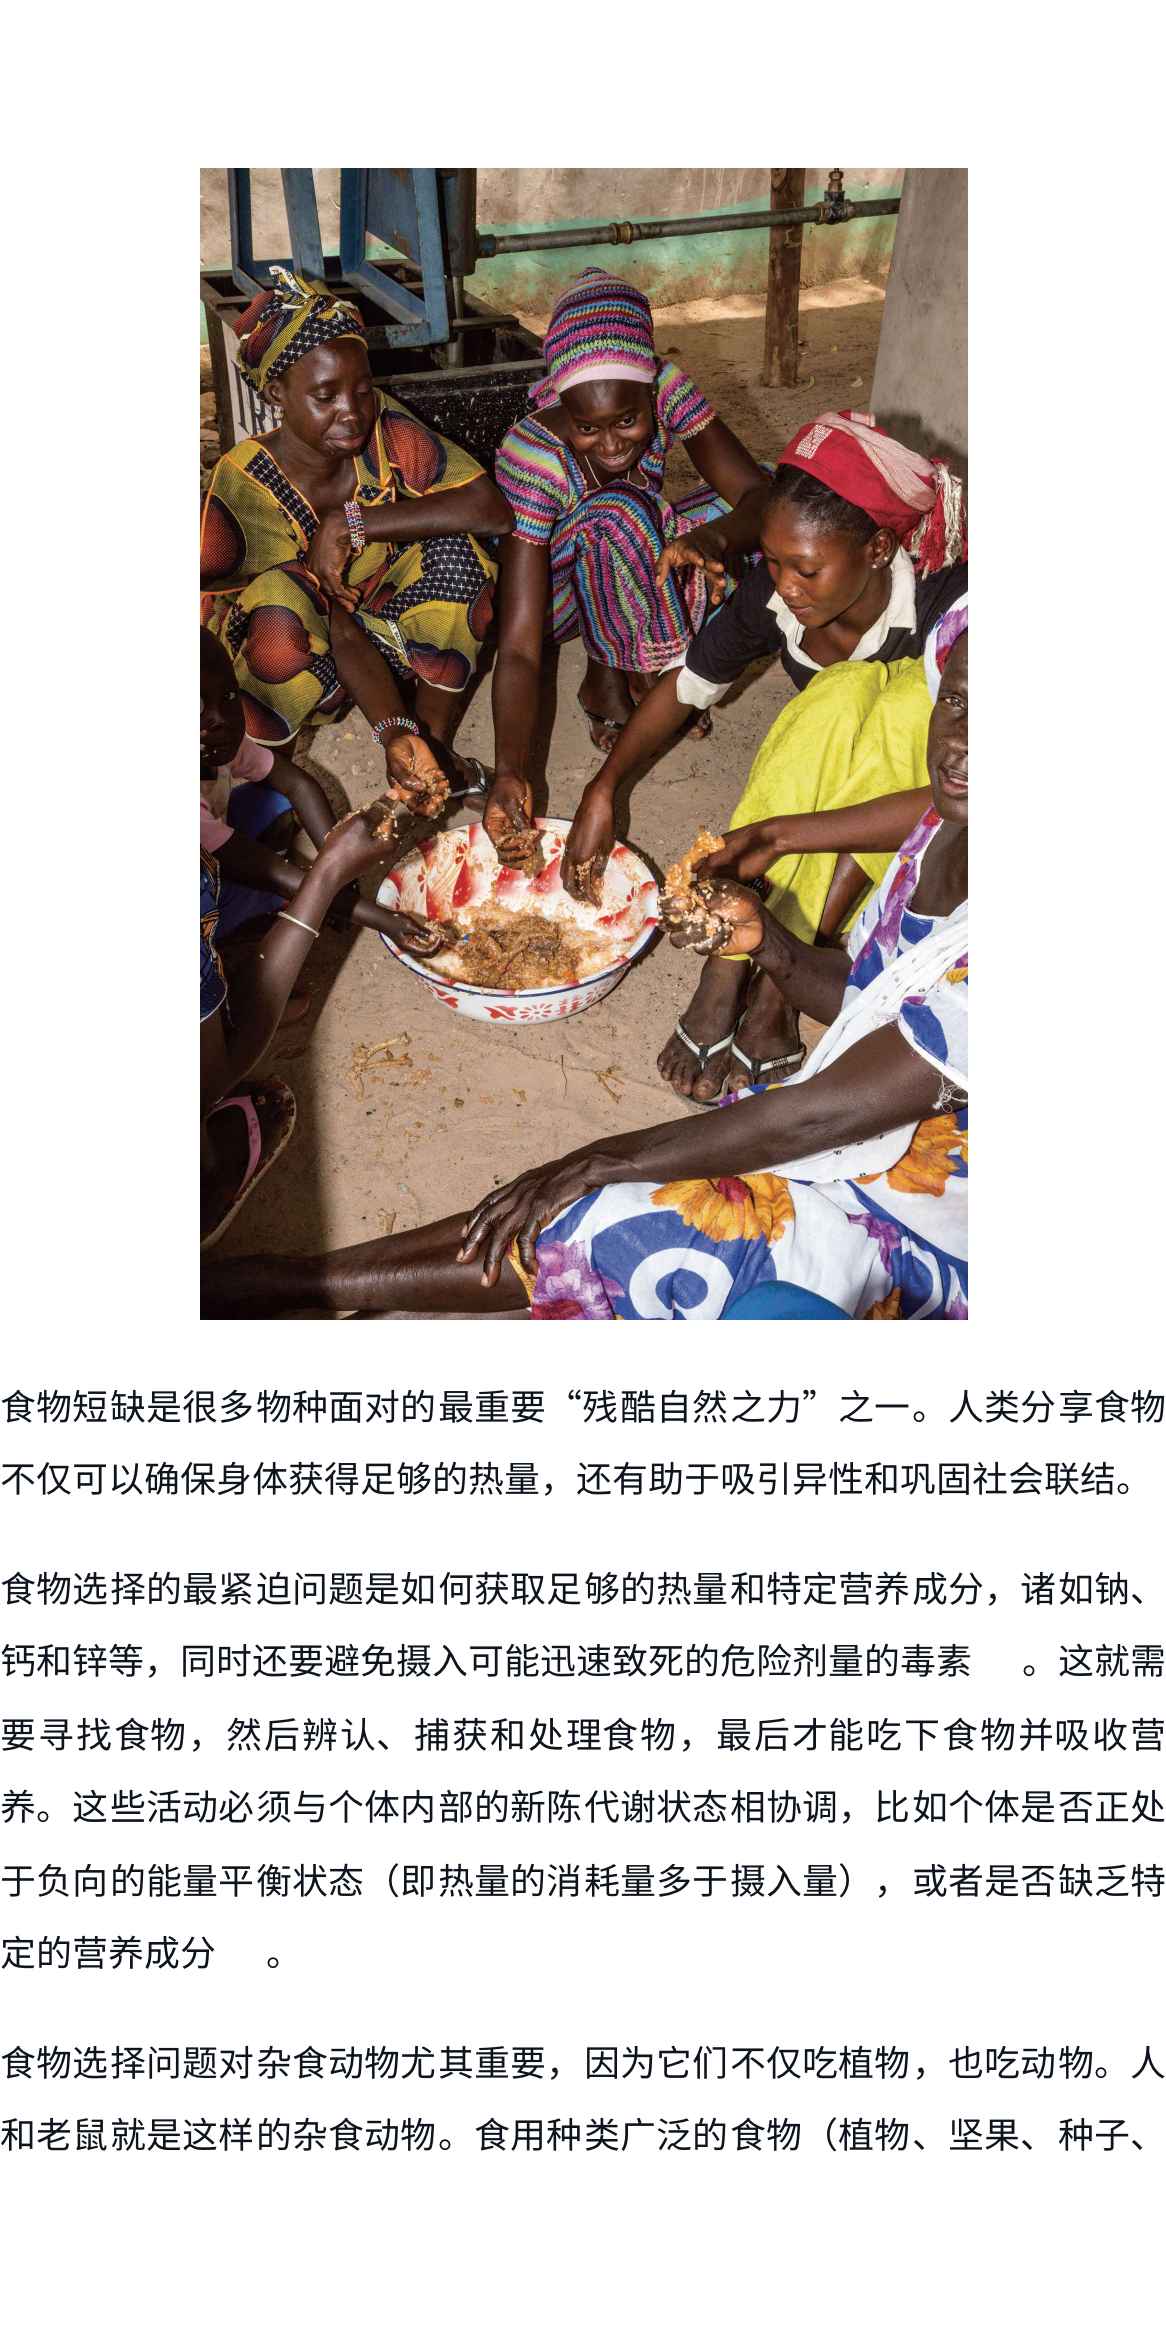 食物短缺是很多物种面对的最重要“残酷自然之力”之一。人类分享食物
不仅可以确保身体获得足够的热量，还有助于吸引异性和巩固社会联结。
食物选择的最紧迫问题是如何获取足够的热量和特定营养成分，诸如钠、
钙和锌等，同时还要避免摄入可能迅速致死的危险剂量的毒素　。这就需
要寻找食物，然后辨认、捕获和处理食物，最后才能吃下食物并吸收营
养。这些活动必须与个体内部的新陈代谢状态相协调，比如个体是否正处
于负向的能量平衡状态（即热量的消耗量多于摄入量），或者是否缺乏特
定的营养成分　。
食物选择问题对杂食动物尤其重要，因为它们不仅吃植物，也吃动物。人
和老鼠就是这样的杂食动物。食用种类广泛的食物（植物、坚果、种子、